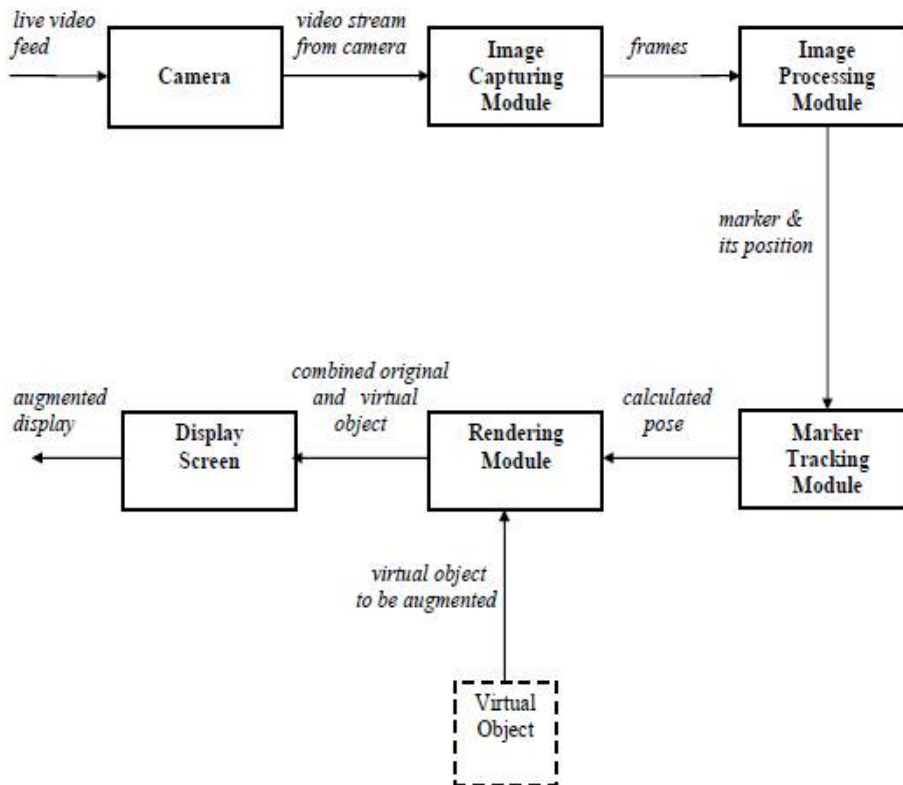 live video
feed
Camera
video stream
from camera
Image
Capturing
Module
frames
Image
Processing
Module
marker &
its position
Marker
Tracking
Module
calculated
pose
Rendering
Module
combined original
and virtual
object
Display
Screen
augmented
display
virtual object
to be augmented
Virtual
Object